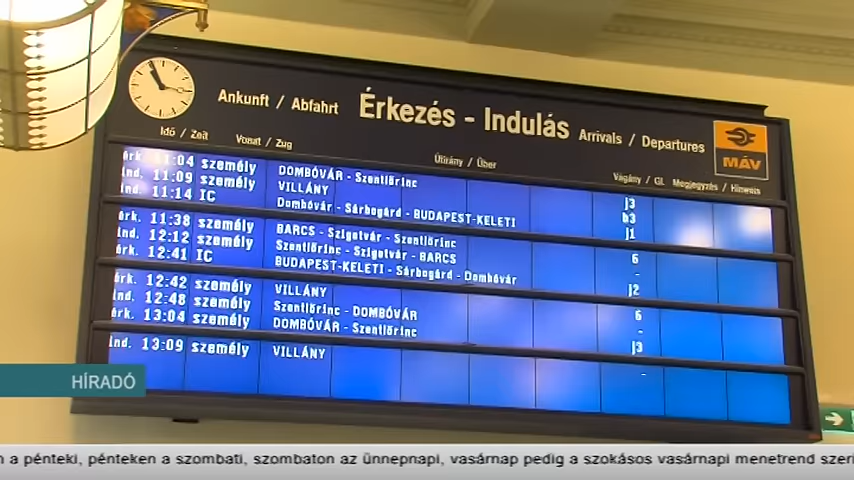 Ankunft / Abfahrt Érkezés - Indulás Arrivals / Departures
MÁV
Idő / Zeit Vonat / Zug Útirány / Über Vágány / Gl. Megjegyzés / Hinweis
érk. 11:04 személy DOMBÓVÁR - Szentlőrinc j3
ind. 11:09 személy VILLÁNY b3
ind. 11:14 IC Dombóvár - Sárbogárd - BUDAPEST-KELETI j1
érk. 11:38 személy BARCS - Szigetvár - Szentlőrinc 6
ind. 12:12 személy Szentlőrinc - Szigetvár - BARCS -
érk. 12:41 IC BUDAPEST-KELETI - Sárbogárd - Dombóvár j2
érk. 12:42 személy VILLÁNY 6
ind. 12:48 személy Szentlőrinc - DOMBÓVÁR -
érk. 13:04 személy DOMBÓVÁR - Szentlőrinc j3
ind. 13:09 személy VILLÁNY -
HÍRADÓ
a pénteki, pénteken a szombati, szombaton az ünnepnapi, vasárnap pedig a szokásos vasárnapi menetrend szeri